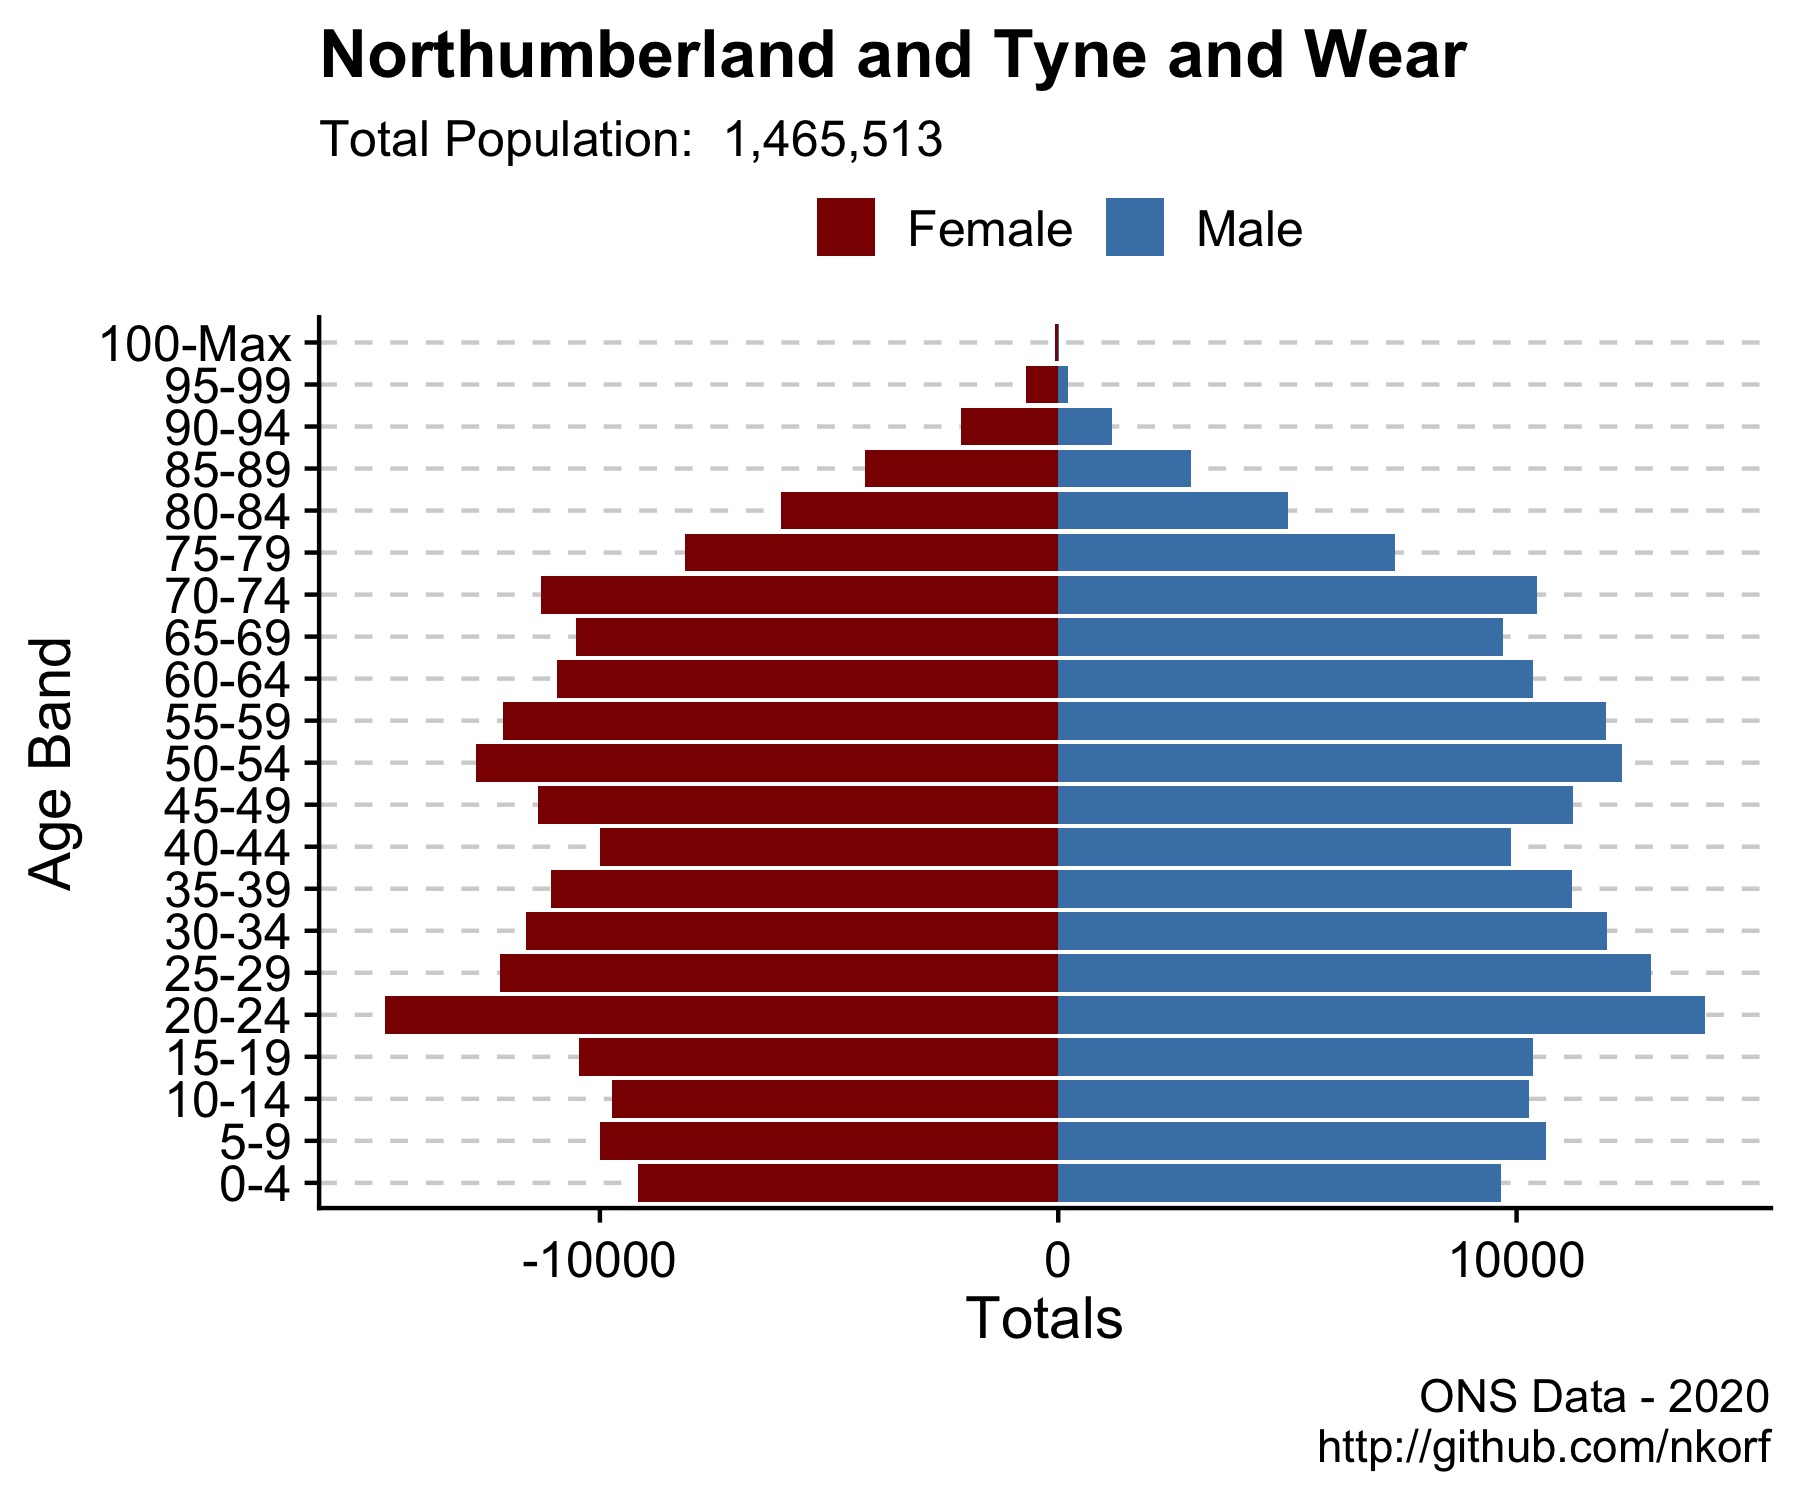 Northumberland and Tyne and Wear
Total Population:  1,465,513
Female
Male
Age Band
100-Max
95-99
90-94
85-89
80-84
75-79
70-74
65-69
60-64
55-59
50-54
45-49
40-44
35-39
30-34
25-29
20-24
15-19
10-14
5-9
0-4
-10000
0
10000
Totals
ONS Data - 2020
http://github.com/nkorf